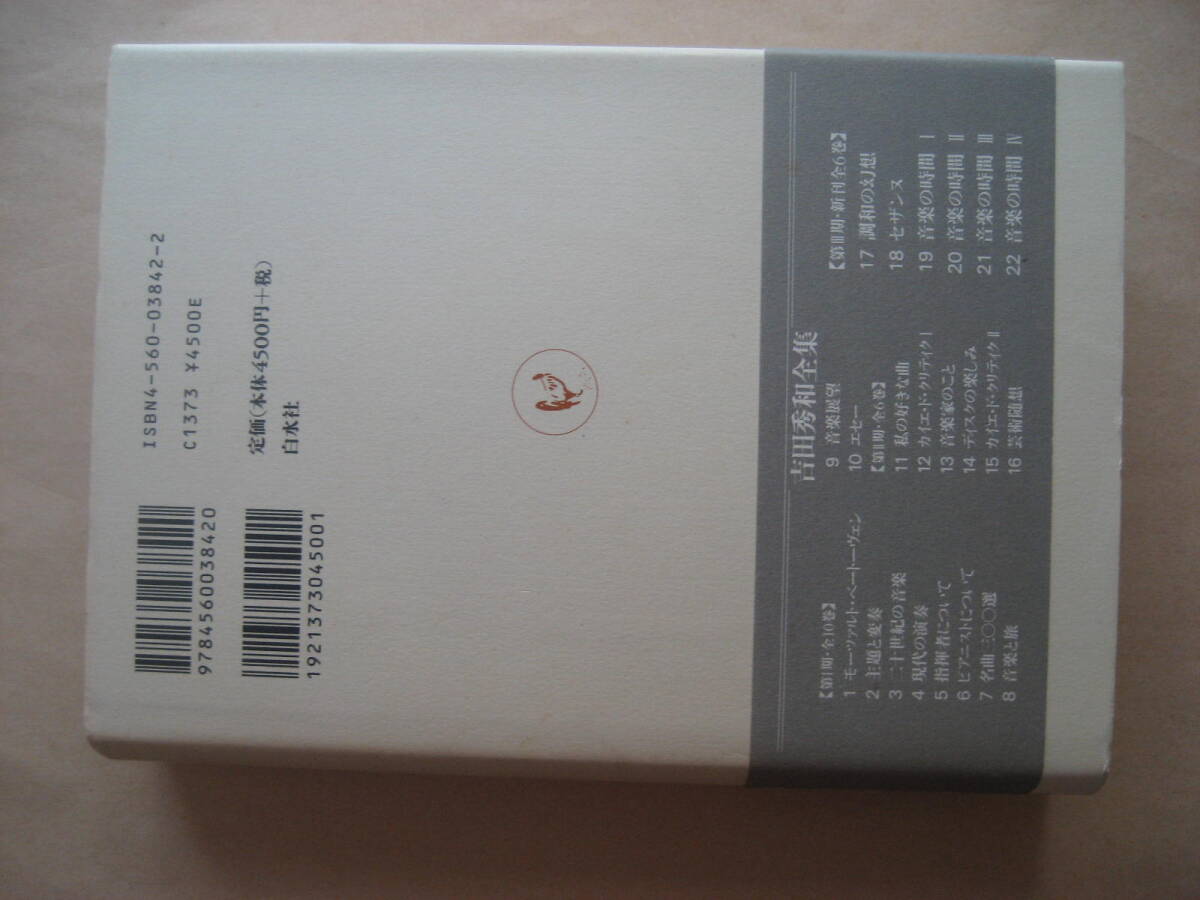 ISBN4-560-03842-2
C1373 ¥4500E
定価(本体4500円+税)
白水社
9784560038420
1921373045001
吉田秀和全集
【第I期・全10巻】
1 モーツァルト・ベートーヴェン
2 主題と変奏
3 二十世紀の音楽
4 現代の演奏
5 指揮者について
6 ピアニストについて
7 名曲三〇〇選
8 音楽と旅
9 音楽展望
10 エセー
【第II期・全6巻】
11 私の好きな曲
12 カイエ・ド・クリティク I
13 音楽家のこと
14 ディスクの楽しみ
15 カイエ・ド・クリティク II
16 芸術随想
【第III期・新刊全6巻】
17 調和の幻想
18 セザンヌ
19 音楽の時間 I
20 音楽の時間 II
21 音楽の時間 III
22 音楽の時間 IV